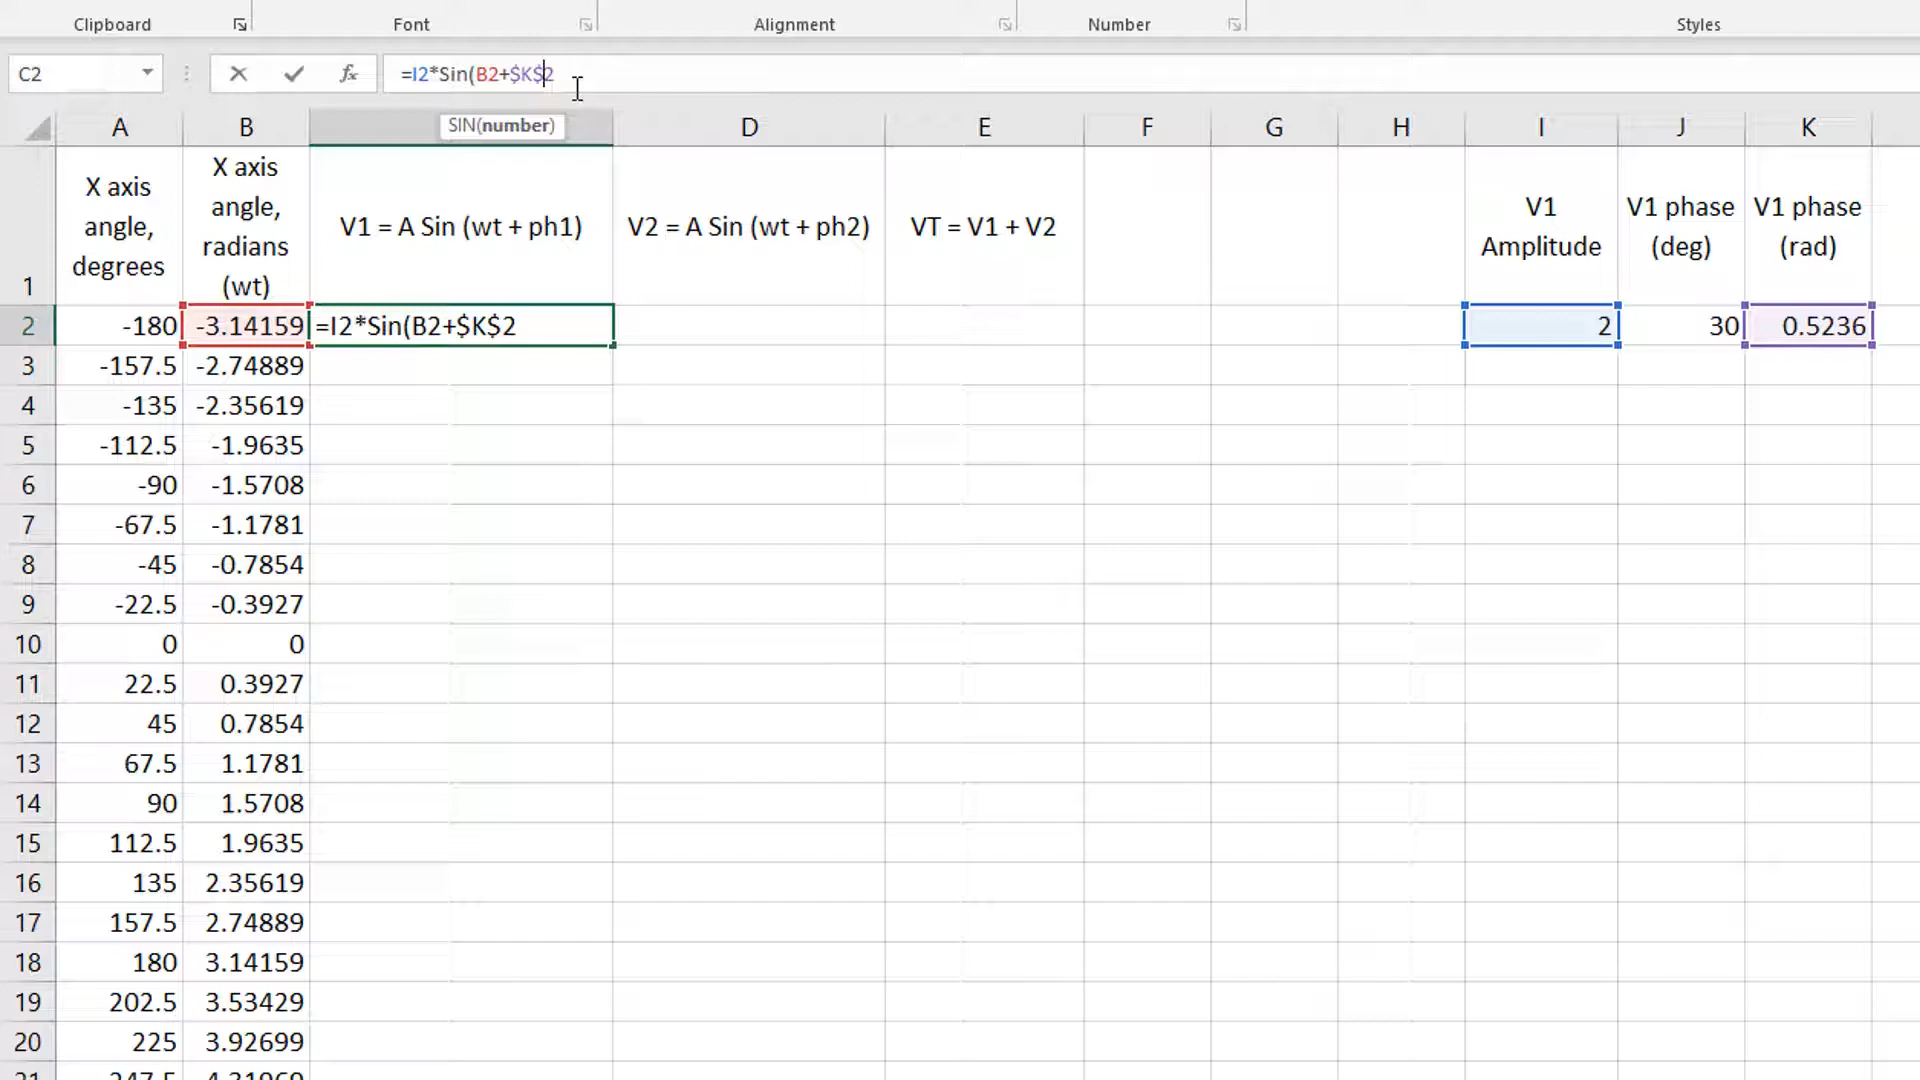 Clipboard Font Alignment Number Styles
C2 fx =I2*Sin(B2+$K$2
SIN(number)
A B D E F G H I J K
1 X axis angle, degrees X axis angle, radians (wt) V1 = A Sin (wt + ph1) V2 = A Sin (wt + ph2) VT = V1 + V2 V1 Amplitude V1 phase (deg) V1 phase (rad)
2 -180 -3.14159 =I2*Sin(B2+$K$2 2 30 0.5236
3 -157.5 -2.74889
4 -135 -2.35619
5 -112.5 -1.9635
6 -90 -1.5708
7 -67.5 -1.1781
8 -45 -0.7854
9 -22.5 -0.3927
10 0 0
11 22.5 0.3927
12 45 0.7854
13 67.5 1.1781
14 90 1.5708
15 112.5 1.9635
16 135 2.35619
17 157.5 2.74889
18 180 3.14159
19 202.5 3.53429
20 225 3.92699